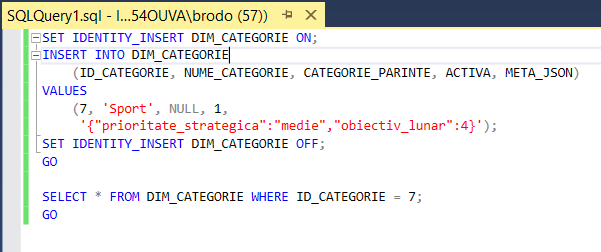 SQLQuery1.sql - l...54OUVA\brodo (57))
SET IDENTITY_INSERT DIM_CATEGORIE ON;
INSERT INTO DIM_CATEGORIE
(ID_CATEGORIE, NUME_CATEGORIE, CATEGORIE_PARINTE, ACTIVA, META_JSON)
VALUES
(7, 'Sport', NULL, 1,
'{"prioritate_strategica":"medie","obiectiv_lunar":4}');
SET IDENTITY_INSERT DIM_CATEGORIE OFF;
GO
SELECT * FROM DIM_CATEGORIE WHERE ID_CATEGORIE = 7;
GO